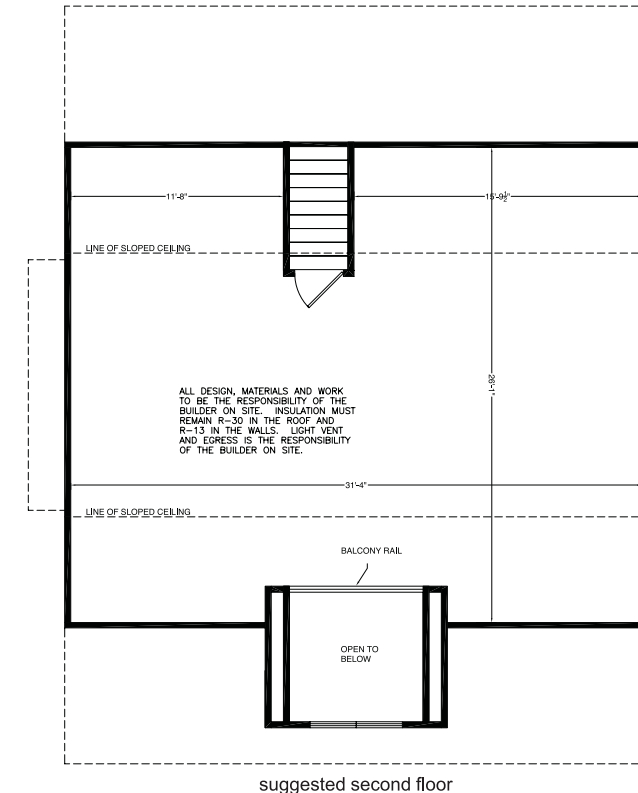 11'-8"
15'-9½"
LINE OF SLOPED CEILING
26'-1"
ALL DESIGN, MATERIALS AND WORK
TO BE THE RESPONSIBILITY OF THE
BUILDER ON SITE. INSULATION MUST
REMAIN R-30 IN THE ROOF AND
R-13 IN THE WALLS. LIGHT VENT
AND EGRESS IS THE RESPONSIBILITY
OF THE BUILDER ON SITE.
31'-4"
LINE OF SLOPED CEILING
BALCONY RAIL
OPEN TO
BELOW
suggested second floor